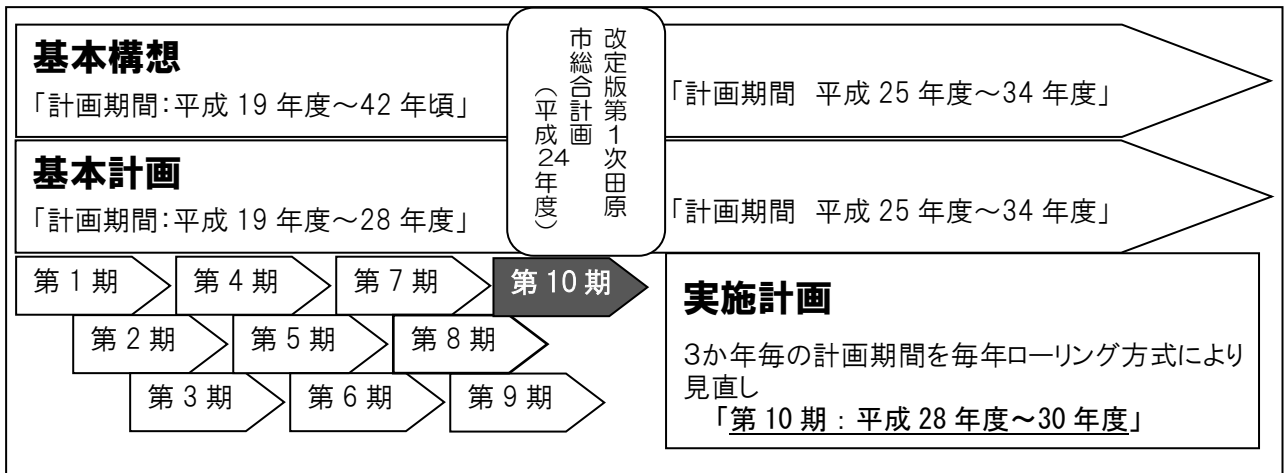 基本構想
「計画期間:平成 19 年度～42 年頃」
改定版第1次田原
市総合計画
（平成24年度）
「計画期間 平成 25 年度～34 年度」
基本計画
「計画期間:平成 19 年度～28 年度」
「計画期間 平成 25 年度～34 年度」
第 1 期
第 4 期
第 7 期
第 10 期
第 2 期
第 5 期
第 8 期
第 3 期
第 6 期
第 9 期
実施計画
3か年毎の計画期間を毎年ローリング方式により
見直し
「第 10 期：平成 28 年度～30 年度」